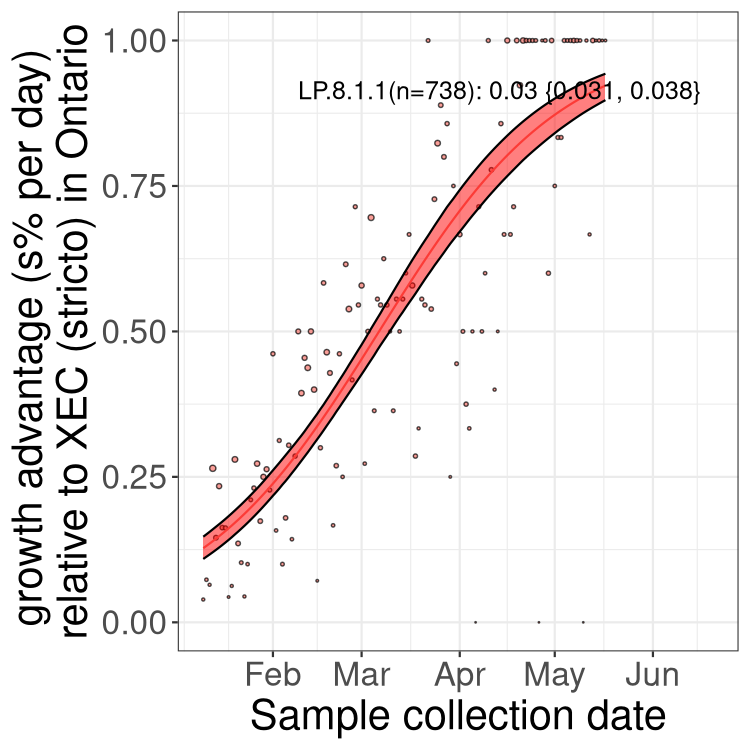 growth advantage (s% per day)
relative to XEC (stricto) in Ontario
1.00
0.75
0.50
0.25
0.00
LP.8.1.1(n=738): 0.03 {0.031, 0.038}
Feb Mar Apr May Jun
Sample collection date